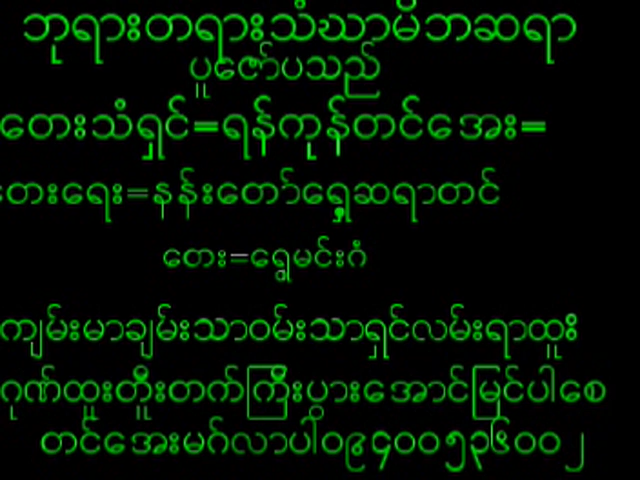 ဘုရားတရားသံဃာမိဘဆရာ
ပူဇော်ပသည်
တေးသံရှင်=ရန်ကုန်တင်အေး=
တေးရေး=နန်းတော်ရှေ့ဆရာတင်
တေး=ရွှေမင်းဂံ
ကျမ်းမာချမ်းသာဝမ်းသာရှင်လမ်းရာထူး
ဂုဏ်ထူးတိုးတက်ကြီးပွားအောင်မြင်ပါစေ
တင်အေးမဂ်လာပါ၀၉၄၀၀၅၃၆၀၀၂